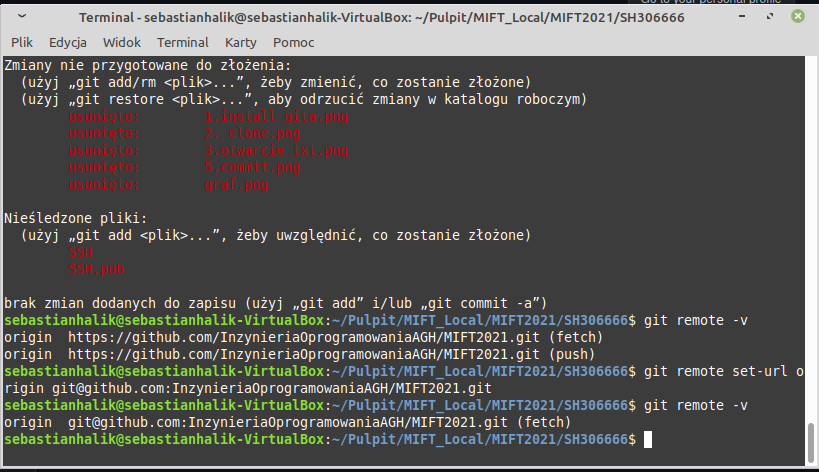 Go to your personal profile
Terminal - sebastianhalik@sebastianhalik-VirtualBox: ~/Pulpit/MIFT_Local/MIFT2021/SH306666
Plik Edycja Widok Terminal Karty Pomoc
Zmiany nie przygotowane do złożenia:
(użyj „git add/rm <plik>...”, żeby zmienić, co zostanie złożone)
(użyj „git restore <plik>...”, aby odrzucić zmiany w katalogu roboczym)
usunięto: 1.install gita.png
usunięto: 2. clone.png
usunięto: 3.otwarcie txt.png
usunięto: 5.commit.png
usunięto: graf.png
Nieśledzone pliki:
(użyj „git add <plik>...”, żeby uwzględnić, co zostanie złożone)
SSH
SSH.pub
brak zmian dodanych do zapisu (użyj „git add” i/lub „git commit -a”)
sebastianhalik@sebastianhalik-VirtualBox:~/Pulpit/MIFT_Local/MIFT2021/SH306666$ git remote -v
origin https://github.com/InzynieriaOprogramowaniaAGH/MIFT2021.git (fetch)
origin https://github.com/InzynieriaOprogramowaniaAGH/MIFT2021.git (push)
sebastianhalik@sebastianhalik-VirtualBox:~/Pulpit/MIFT_Local/MIFT2021/SH306666$ git remote set-url o
rigin git@github.com:InzynieriaOprogramowaniaAGH/MIFT2021.git
sebastianhalik@sebastianhalik-VirtualBox:~/Pulpit/MIFT_Local/MIFT2021/SH306666$ git remote -v
origin git@github.com:InzynieriaOprogramowaniaAGH/MIFT2021.git (fetch)
sebastianhalik@sebastianhalik-VirtualBox:~/Pulpit/MIFT_Local/MIFT2021/SH306666$